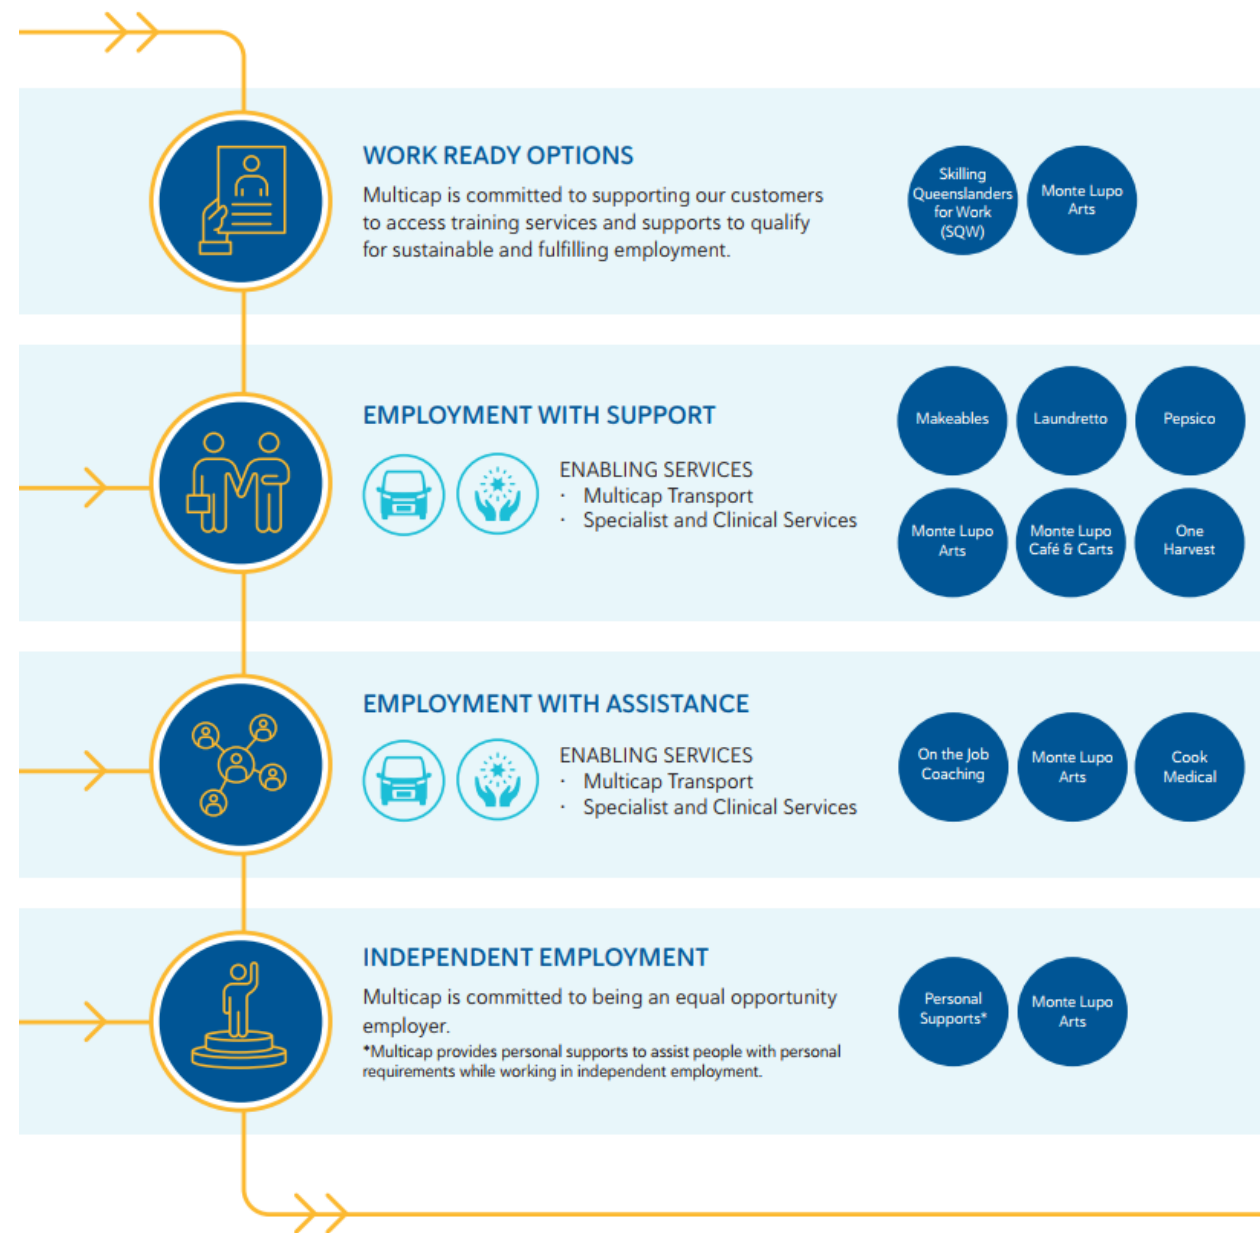 WORK READY OPTIONS
Multicap is committed to supporting our customers
to access training services and supports to qualify
for sustainable and fulfilling employment.
Skilling
Queenslanders
for Work
(SQW)
Monte Lupo
Arts
EMPLOYMENT WITH SUPPORT
ENABLING SERVICES
· Multicap Transport
· Specialist and Clinical Services
Makeables
Laundretto
Pepsico
Monte Lupo
Arts
Monte Lupo
Café & Carts
One
Harvest
EMPLOYMENT WITH ASSISTANCE
ENABLING SERVICES
· Multicap Transport
· Specialist and Clinical Services
On the Job
Coaching
Monte Lupo
Arts
Cook
Medical
INDEPENDENT EMPLOYMENT
Multicap is committed to being an equal opportunity
employer.
*Multicap provides personal supports to assist people with personal
requirements while working in independent employment.
Personal
Supports*
Monte Lupo
Arts